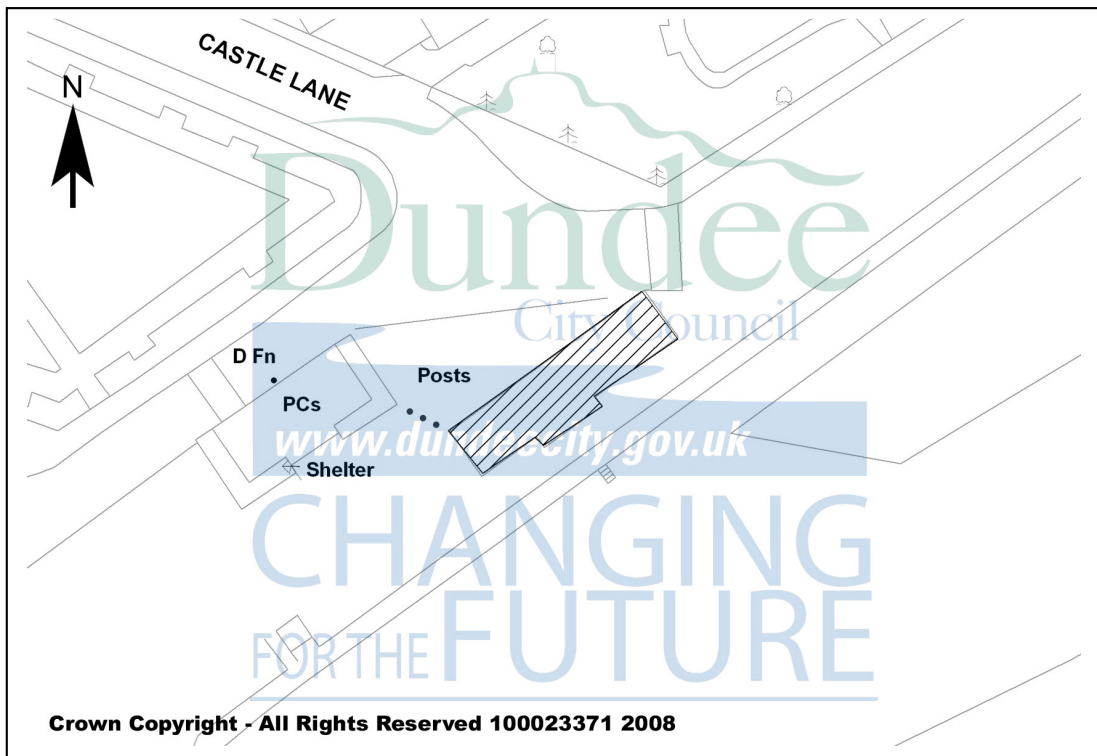 CASTLE LANE
N
Dundee
City Council
D Fn
Posts
PCs
www.dundeecity.gov.uk
Shelter
CHANGING
FOR THE FUTURE
Crown Copyright - All Rights Reserved 100023371 2008